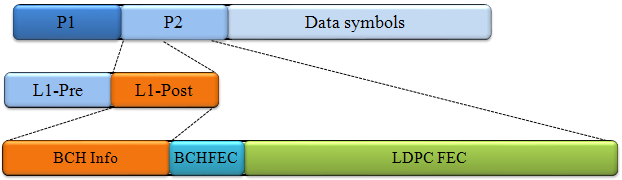 P1 P2 Data symbols
L1-Pre L1-Post
BCH Info BCHFEC LDPC FEC